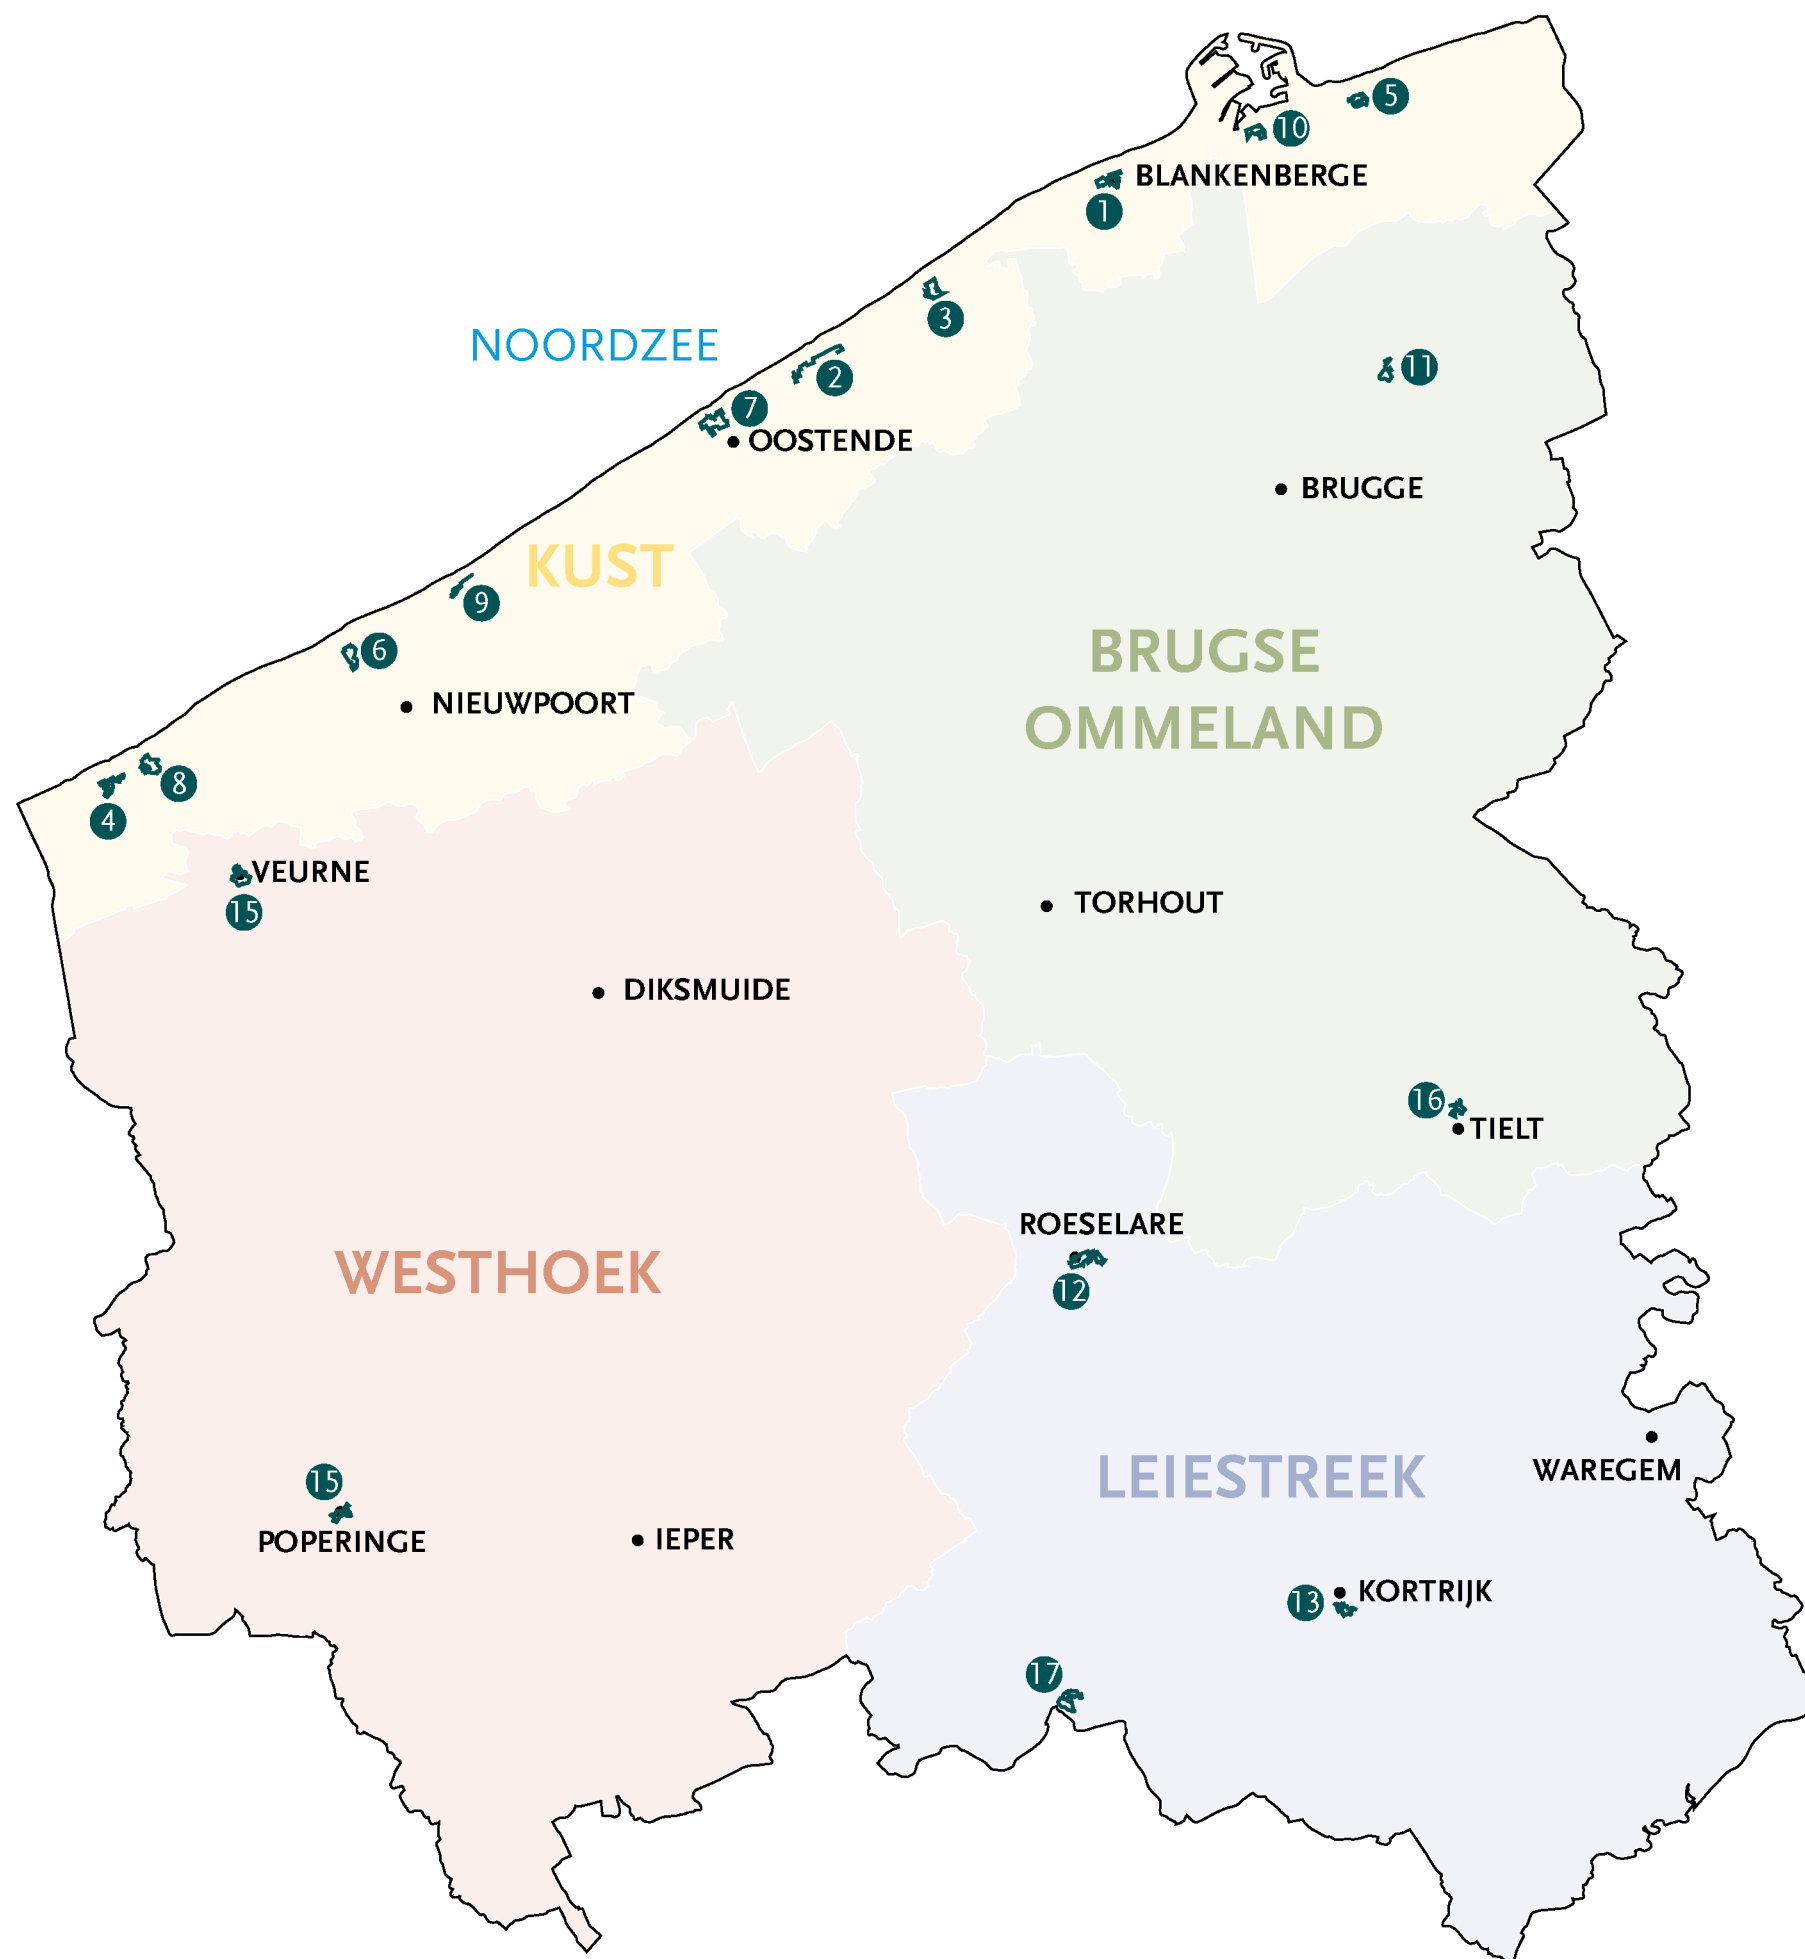 5
10
BLANKENBERGE
1
3
NOORDZEE
2
11
7
OOSTENDE
BRUGGE
KUST
9
6
BRUGSE
OMMELAND
NIEUWPOORT
8
4
VEURNE
15
TORHOUT
DIKSMUIDE
16
TIELT
ROESELARE
WESTHOEK
12
LEIESTREEK
WAREGEM
15
POPERINGE
IEPER
KORTRIJK
13
17